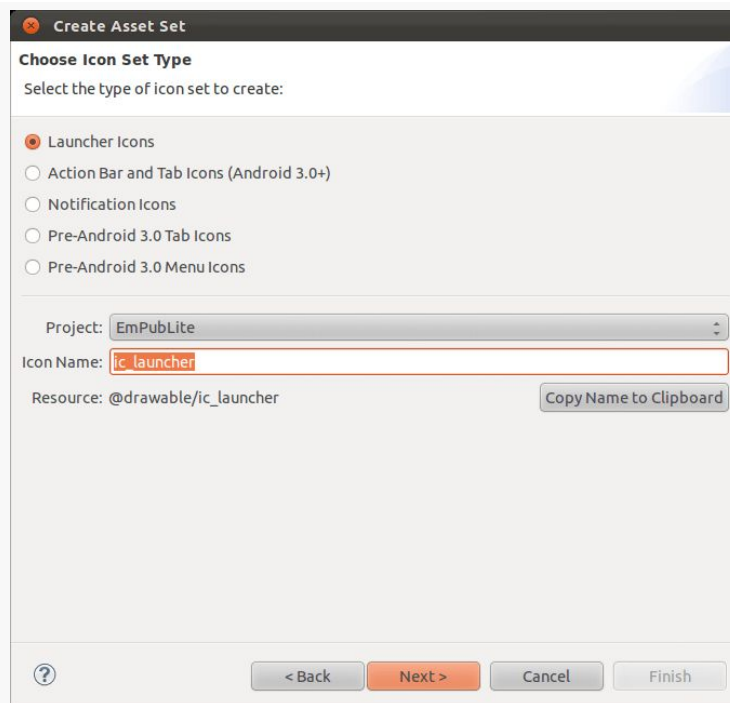 Create Asset Set
Choose Icon Set Type
Select the type of icon set to create:
Launcher Icons
Action Bar and Tab Icons (Android 3.0+)
Notification Icons
Pre-Android 3.0 Tab Icons
Pre-Android 3.0 Menu Icons
Project: EmPubLite
Icon Name: ic_launcher
Resource: @drawable/ic_launcher Copy Name to Clipboard
? < Back Next > Cancel Finish